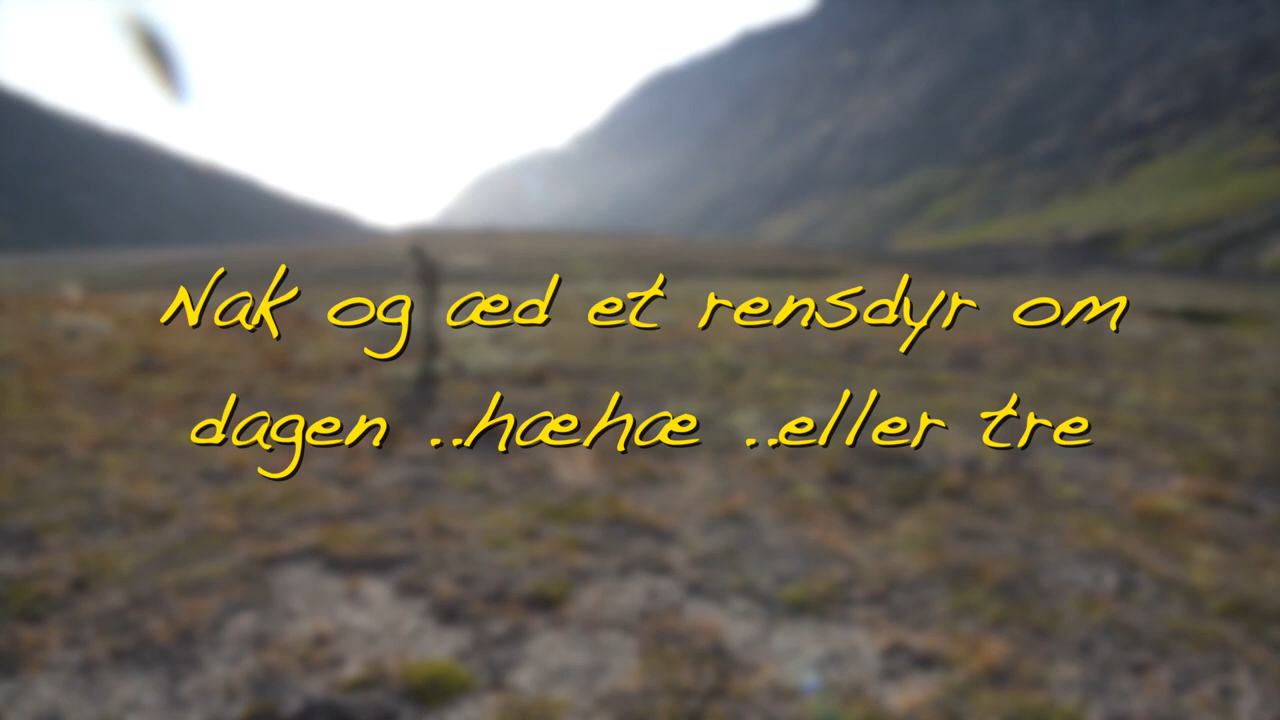 Nak og æd et rensdyr om
dagen ..hæhæ ..eller tre